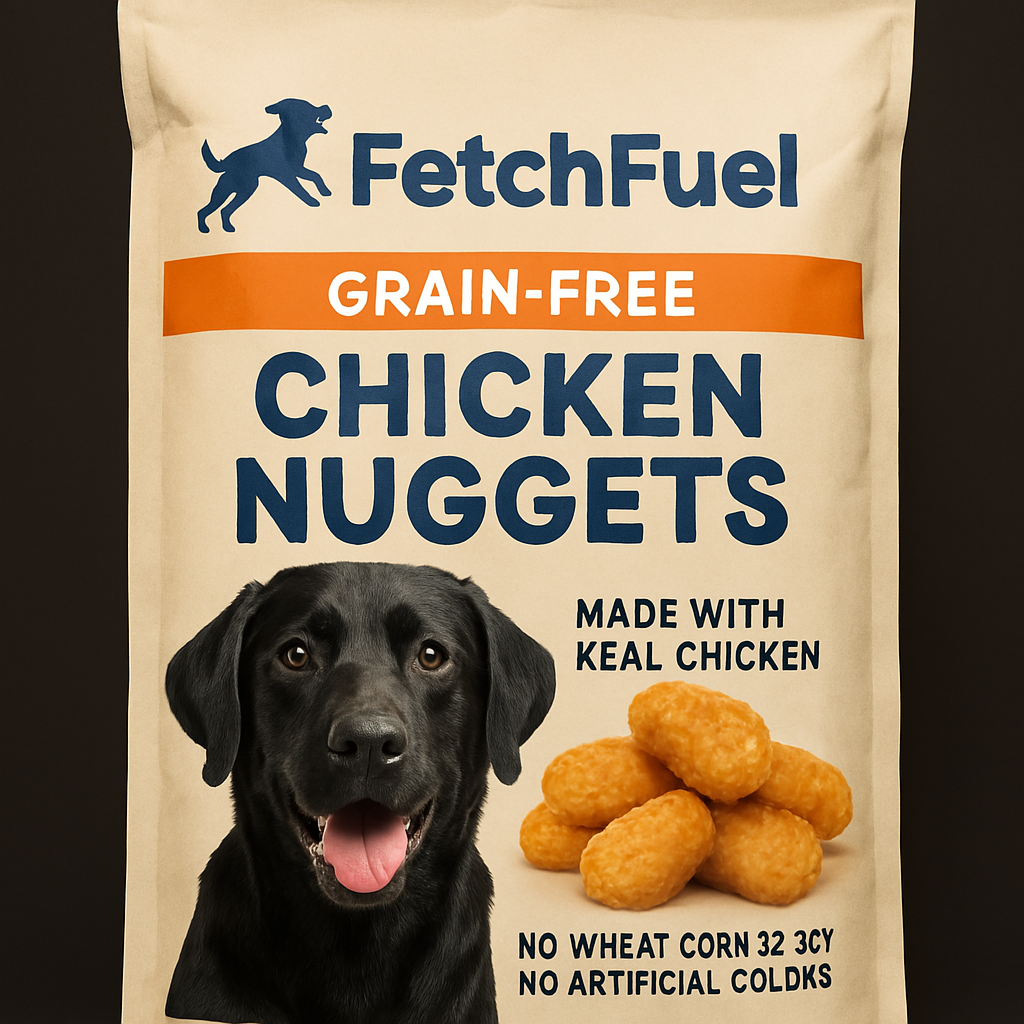 FetchFuel
GRAIN-FREE
CHICKEN
NUGGETS
MADE WITH
KEAL CHICKEN
NO WHEAT CORN 32 3CY
NO ARTIFICIAL COLDKS